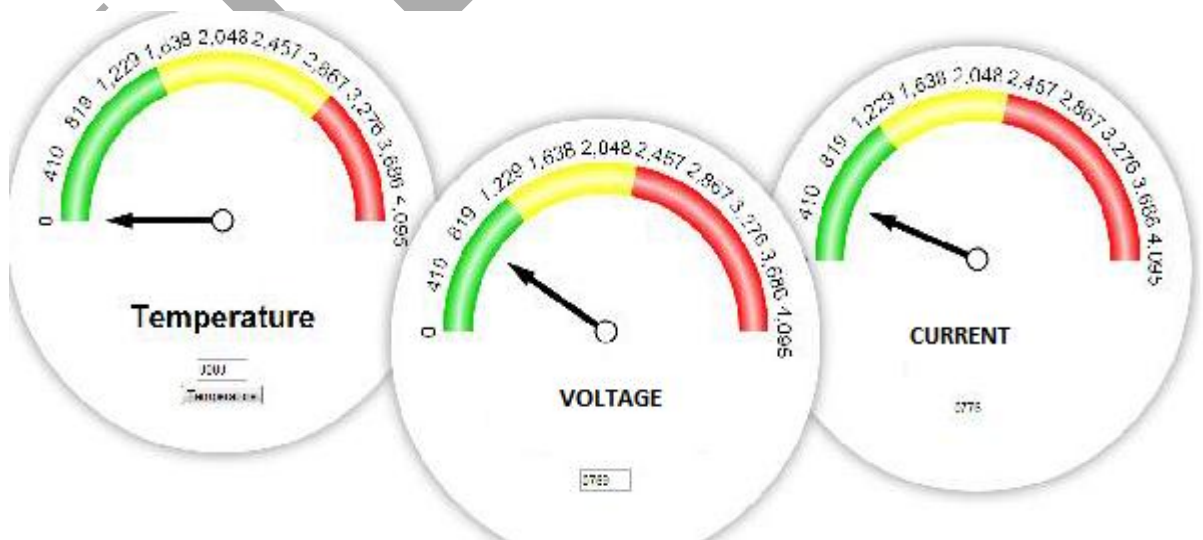 0 410 819 1,229 1,638 2,048 2,457 2,867 3,276 3,686 4,095
Temperature
Temperature
0 410 819 1,229 1,638 2,048 2,457 2,867 3,276 3,686 4,095
VOLTAGE
410 819 1,229 1,638 2,048 2,457 2,867 3,276 3,686 4,095
CURRENT